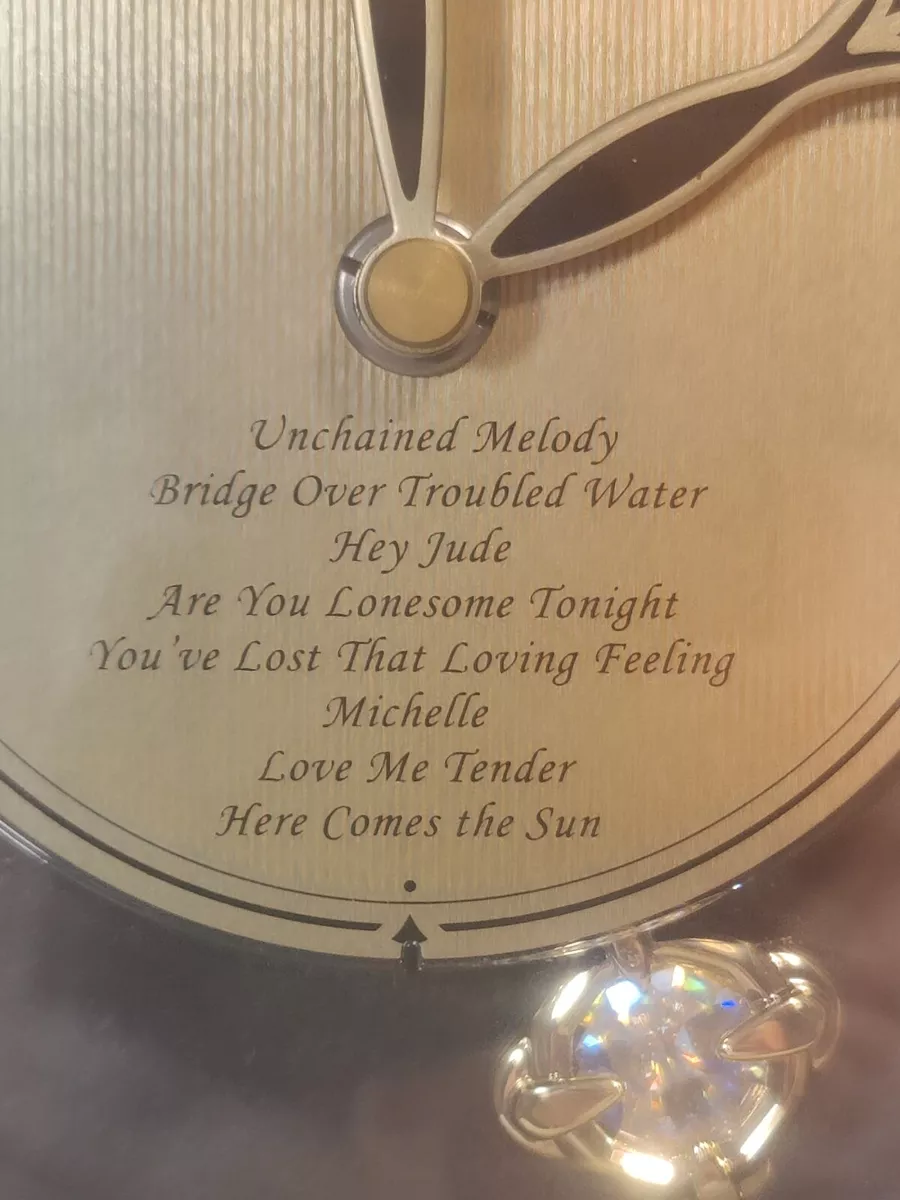 Unchained Melody
Bridge Over Troubled Water
Hey Jude
Are You Lonesome Tonight
You've Lost That Loving Feeling
Michelle
Love Me Tender
Here Comes the Sun